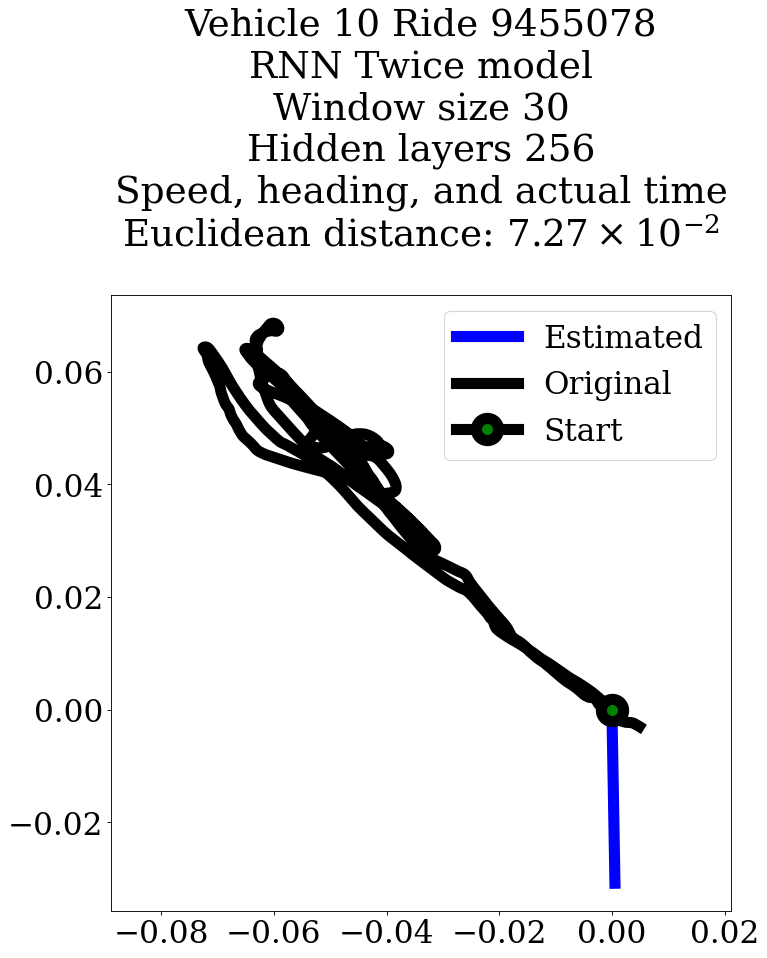 Vehicle 10 Ride 9455078
RNN Twice model
Window size 30
Hidden layers 256
Speed, heading, and actual time
Euclidean distance: 7.27 × 10⁻²
Estimated
Original
Start
0.06
0.04
0.02
0.00
−0.02
−0.08 −0.06 −0.04 −0.02 0.00 0.02